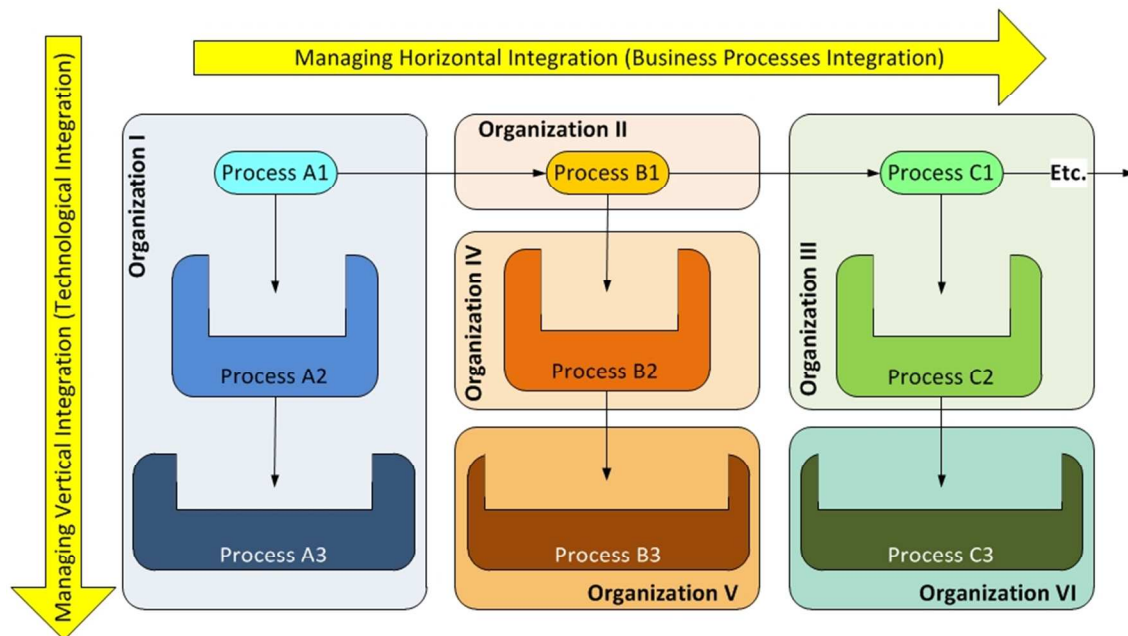 Managing Horizontal Integration (Business Processes Integration)
Managing Vertical Integration (Technological Integration)
Organization I
Process A1
Process A2
Process A3
Organization II
Process B1
Organization IV
Process B2
Process B3
Organization V
Organization III
Process C1
Etc.
Process C2
Process C3
Organization VI